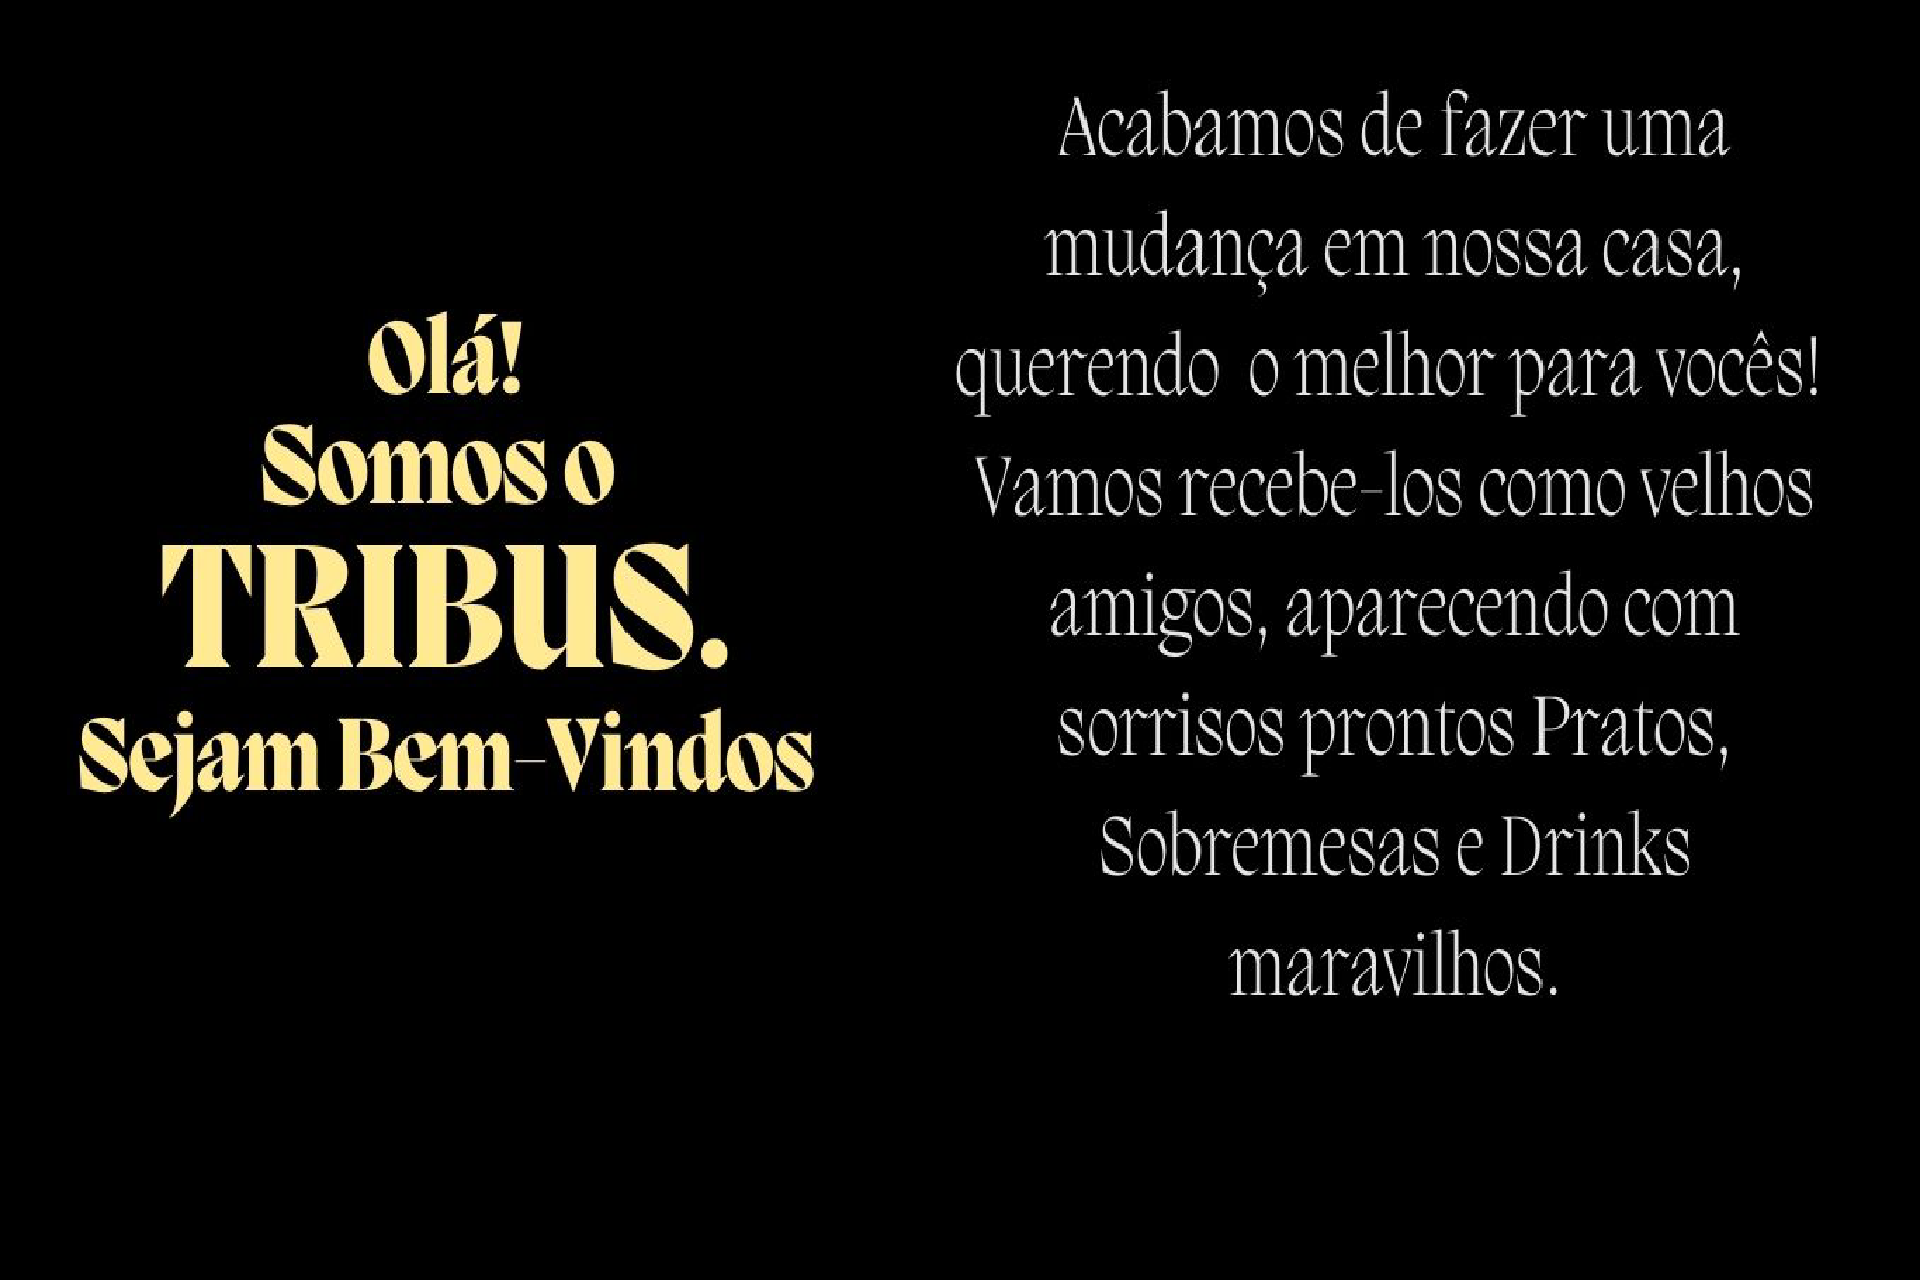 Olá!
Somos o
TRIBUS.
Sejam Bem-Vindos
Acabamos de fazer uma
mudança em nossa casa,
querendo  o melhor para vocês!
Vamos recebe-los como velhos
amigos, aparecendo com
sorrisos prontos Pratos,
Sobremesas e Drinks
maravilhos.